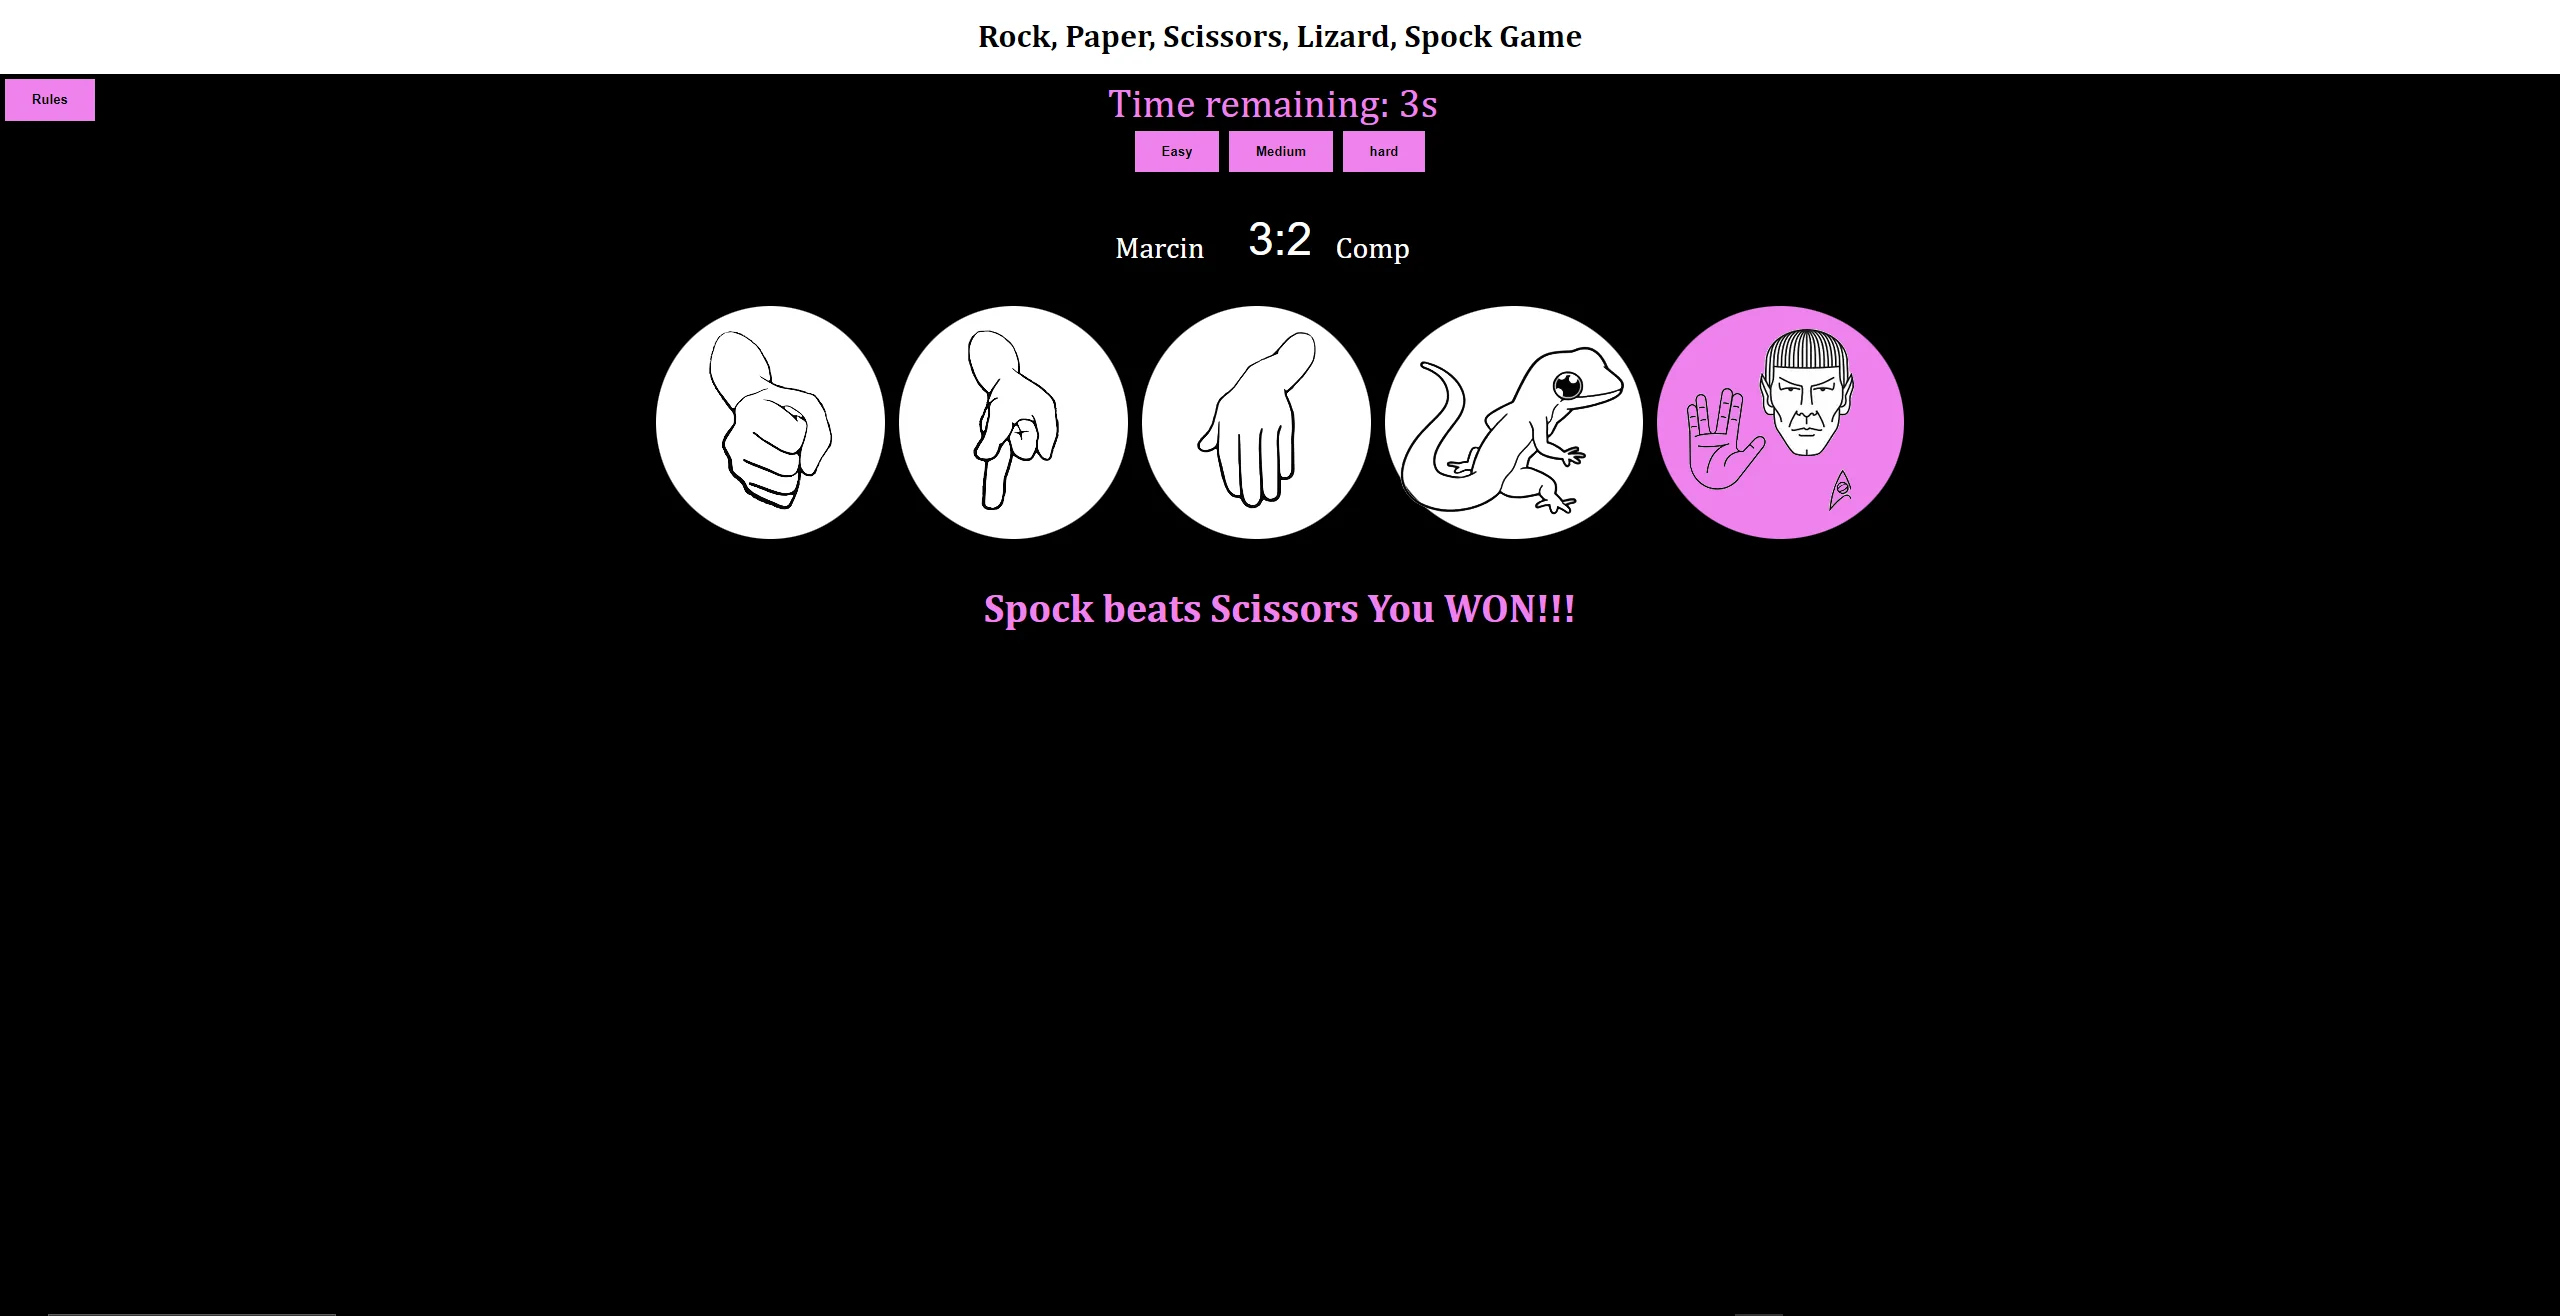 Rock, Paper, Scissors, Lizard, Spock Game
Rules
Time remaining: 3s
Easy Medium hard
Marcin 3:2 Comp
Spock beats Scissors You WON!!!